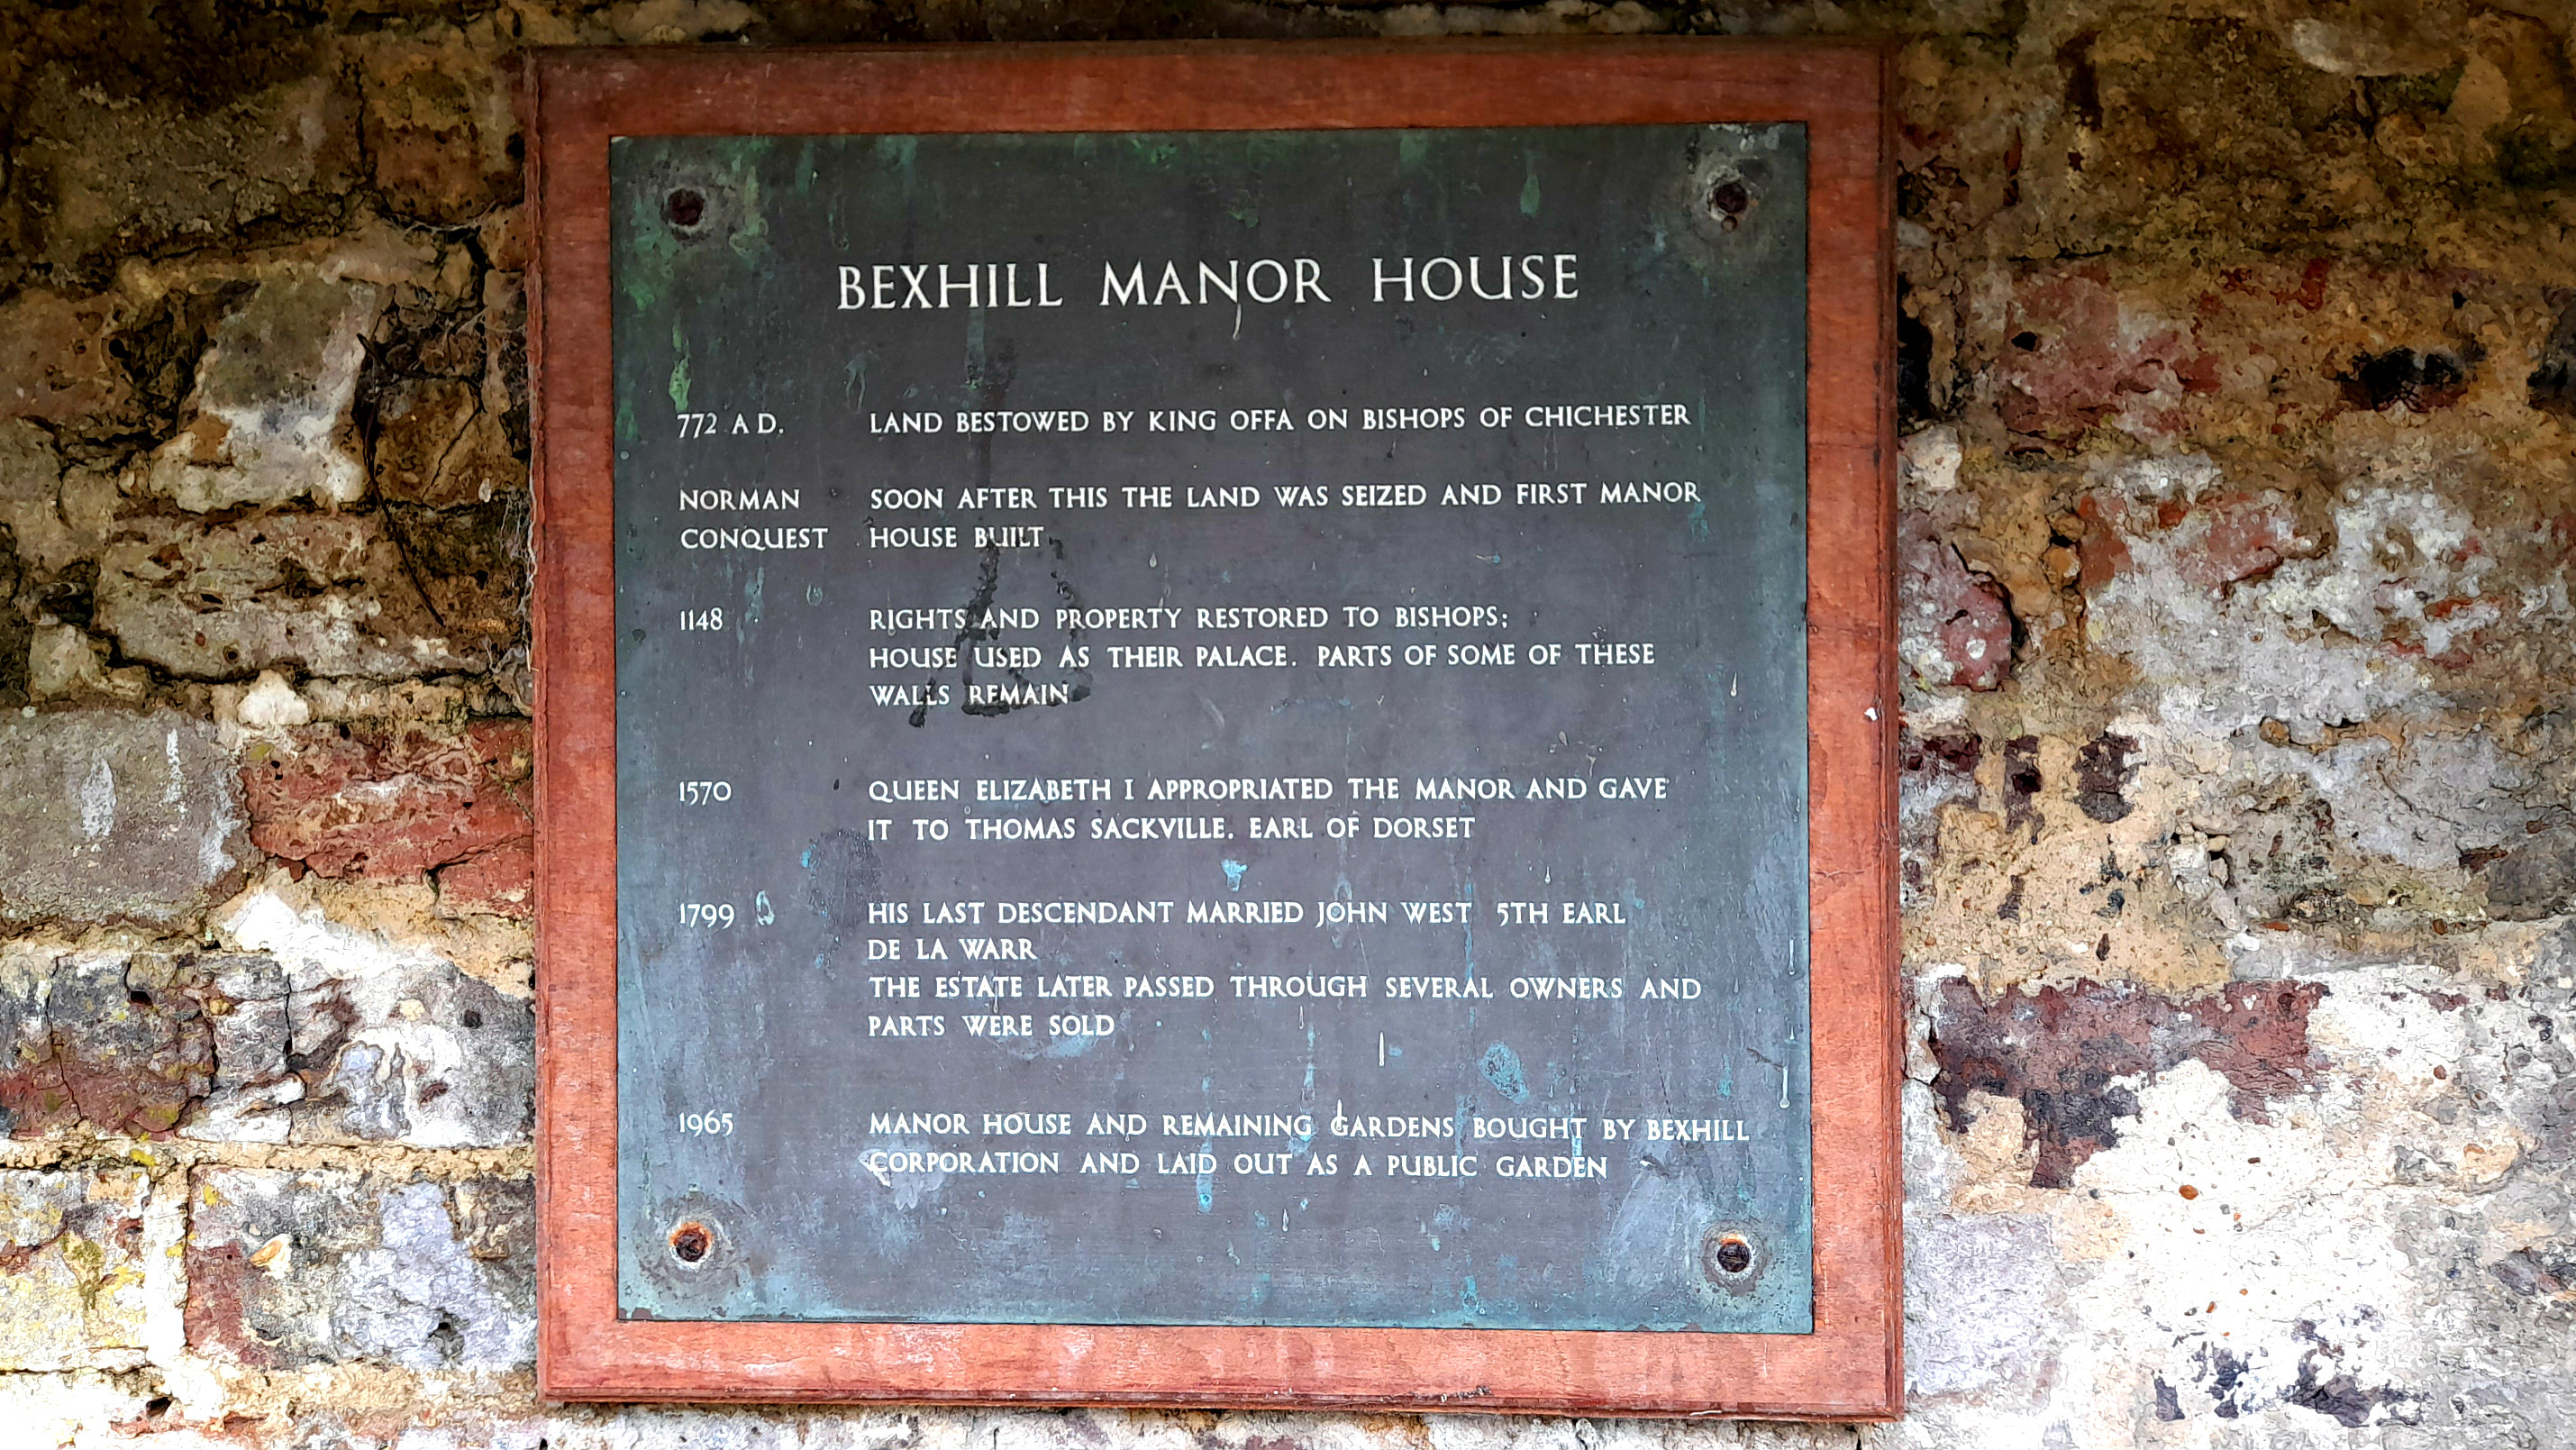 BEXHILL MANOR HOUSE
772 A D. LAND BESTOWED BY KING OFFA ON BISHOPS OF CHICHESTER
NORMAN SOON AFTER THIS THE LAND WAS SEIZED AND FIRST MANOR
CONQUEST HOUSE BUILT
1148 RIGHTS AND PROPERTY RESTORED TO BISHOPS;
HOUSE USED AS THEIR PALACE. PARTS OF SOME OF THESE
WALLS REMAIN
1570 QUEEN ELIZABETH I APPROPRIATED THE MANOR AND GAVE
IT TO THOMAS SACKVILLE. EARL OF DORSET
1799 HIS LAST DESCENDANT MARRIED JOHN WEST 5TH EARL
DE LA WARR
THE ESTATE LATER PASSED THROUGH SEVERAL OWNERS AND
PARTS WERE SOLD
1965 MANOR HOUSE AND REMAINING GARDENS BOUGHT BY BEXHILL
CORPORATION AND LAID OUT AS A PUBLIC GARDEN